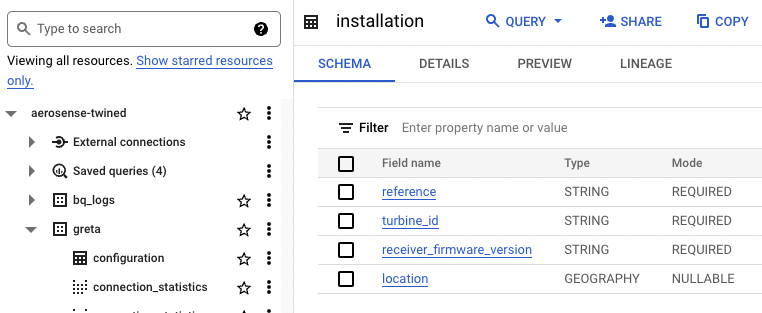 Type to search
Viewing all resources. Show starred resources
only.
aerosense-twined
External connections
Saved queries (4)
bq_logs
greta
configuration
connection_statistics
installation
QUERY
SHARE
COPY
SCHEMA
DETAILS
PREVIEW
LINEAGE
Filter Enter property name or value
Field name Type Mode
reference STRING REQUIRED
turbine_id STRING REQUIRED
receiver_firmware_version STRING REQUIRED
location GEOGRAPHY NULLABLE